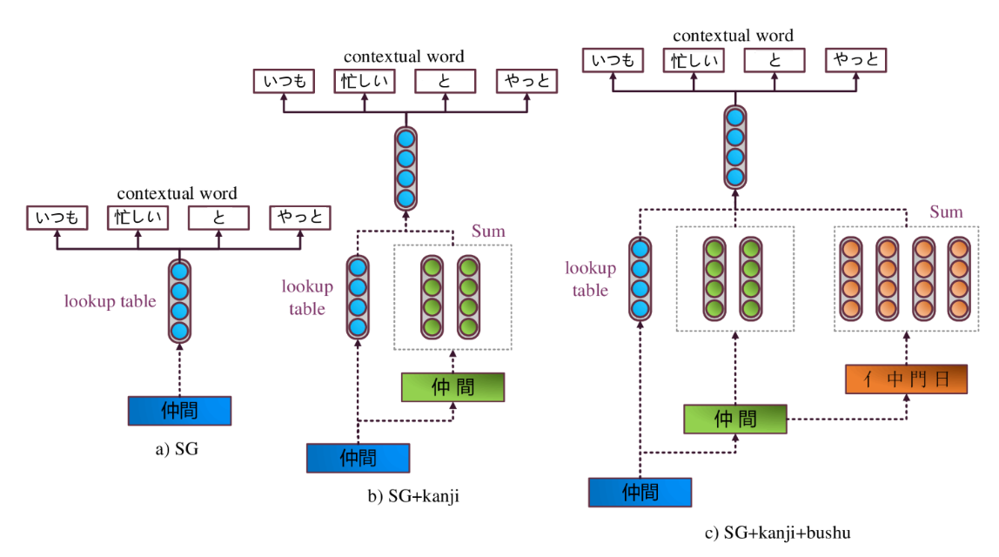 contextual word
いつも 忙しい と やっと
lookup table
仲間
a) SG
contextual word
いつも 忙しい と やっと
Sum
lookup
table
仲 間
仲間
b) SG+kanji
contextual word
いつも 忙しい と やっと
Sum
lookup
table
亻 中 門 日
仲 間
仲間
c) SG+kanji+bushu